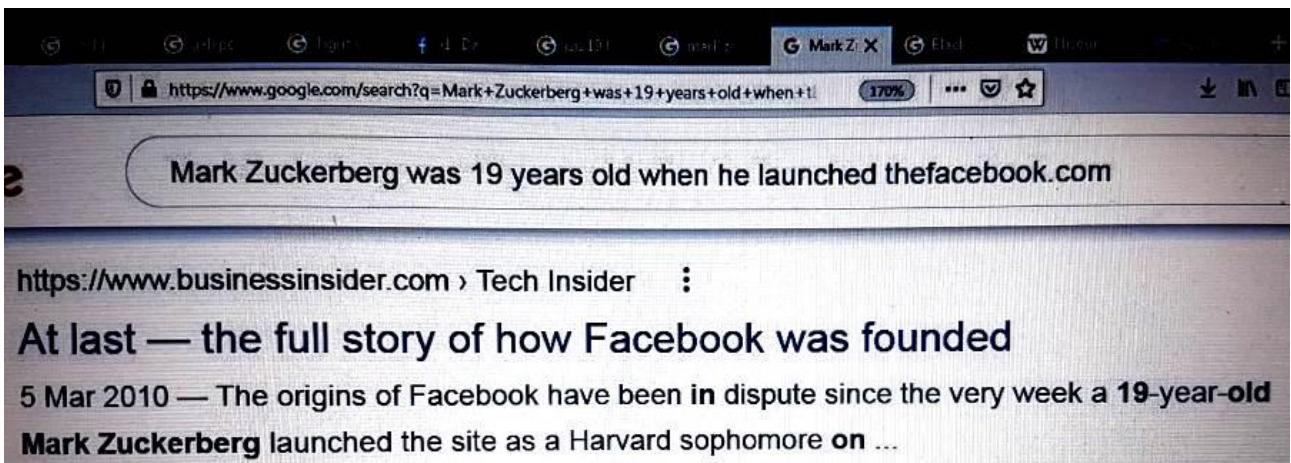 Mark Z
https://www.google.com/search?q=Mark+Zuckerberg+was+19+years+old+when+t
170%
Mark Zuckerberg was 19 years old when he launched thefacebook.com
https://www.businessinsider.com › Tech Insider
At last — the full story of how Facebook was founded
5 Mar 2010 — The origins of Facebook have been in dispute since the very week a 19-year-old
Mark Zuckerberg launched the site as a Harvard sophomore on ...